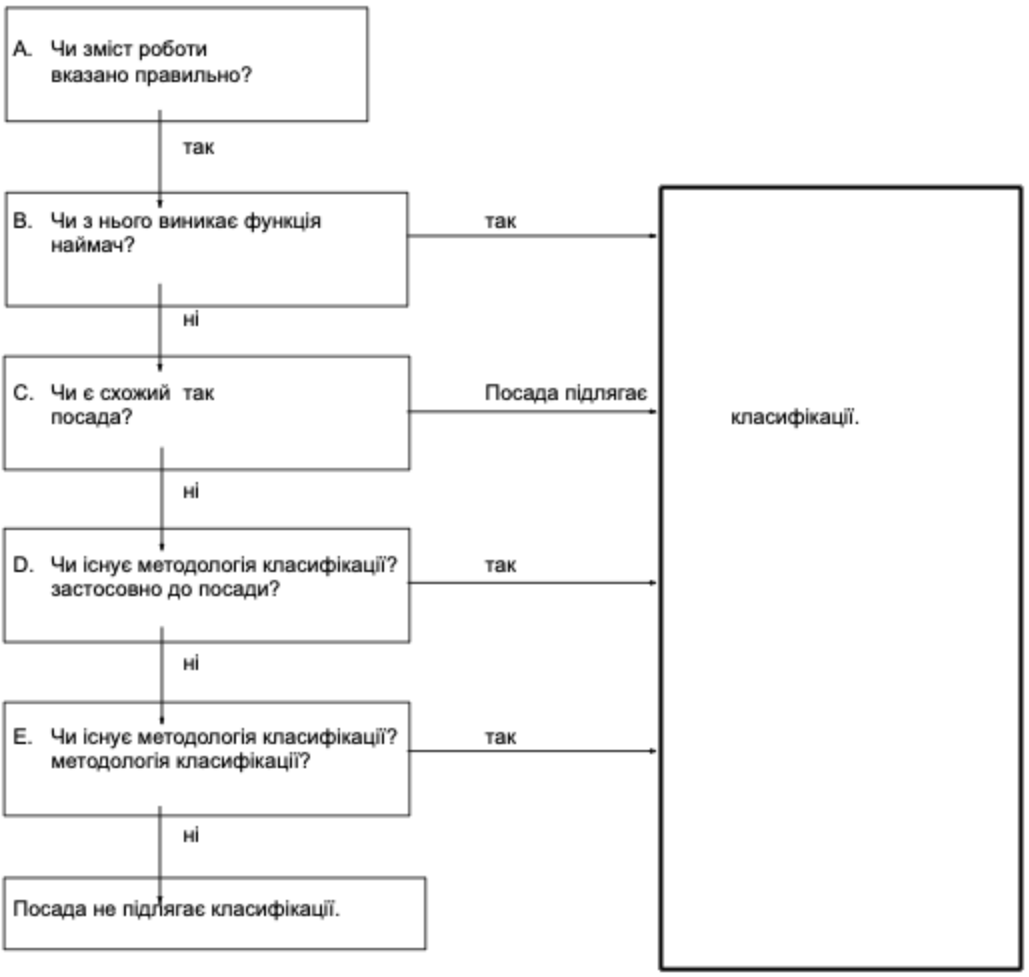 A. Чи зміст роботи
вказано правильно?
так
B. Чи з нього виникає функція
наймач?
так
ні
C. Чи є схожий так
посада?
Посада підлягає
класифікації.
ні
D. Чи існує методологія класифікації?
застосовно до посади?
так
ні
E. Чи існує методологія класифікації?
методологія класифікації?
так
ні
Посада не підлягає класифікації.